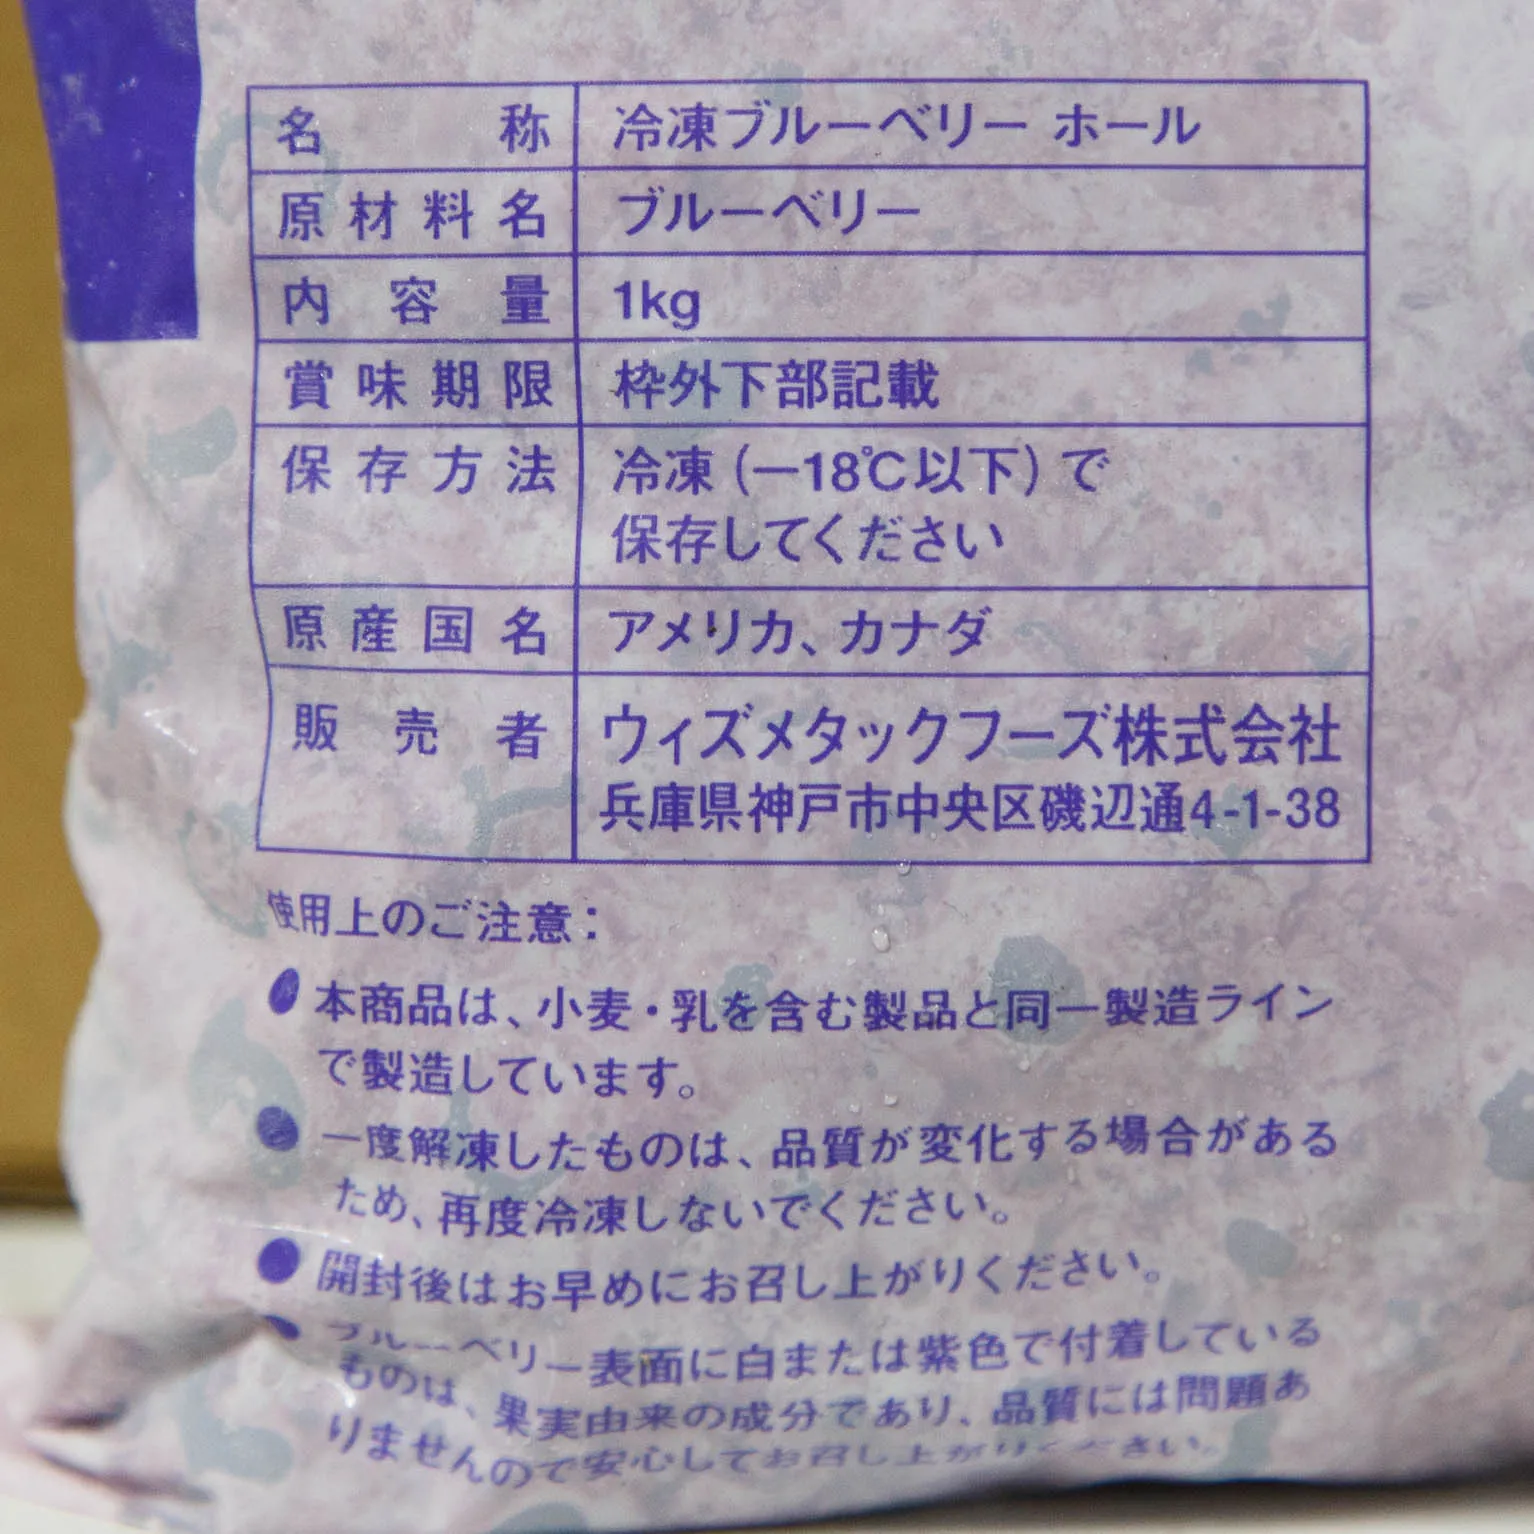 名称 冷凍ブルーベリー ホール
原材料名 ブルーベリー
内容量 1kg
賞味期限 枠外下部記載
保存方法 冷凍(－18℃以下)で
保存してください
原産国名 アメリカ、カナダ
販売者 ウィズメタックフーズ株式会社
兵庫県神戸市中央区磯辺通4-1-38
使用上のご注意：
●本商品は、小麦・乳を含む製品と同一製造ライン
で製造しています。
●一度解凍したものは、品質が変化する場合がある
ため、再度冷凍しないでください。
●開封後はお早めにお召し上がりください。
●ブルーベリー表面に白または紫色で付着している
ものは、果実由来の成分であり、品質には問題あ
りませんので安心してお召し上がりください。